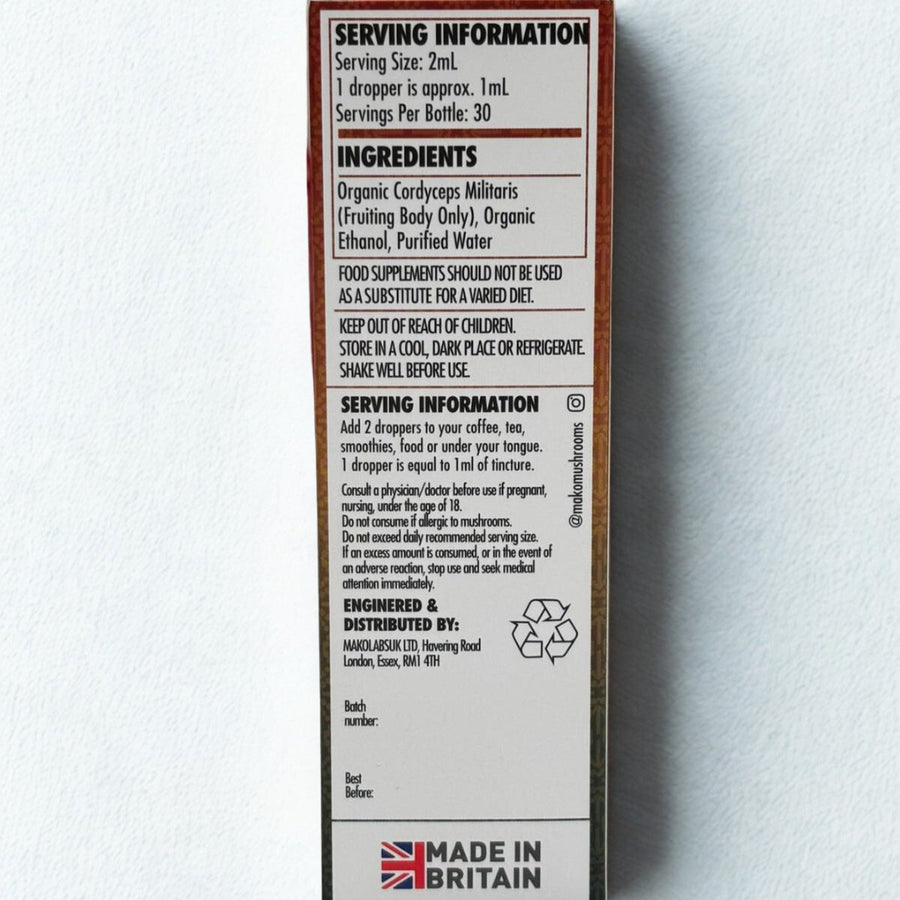 SERVING INFORMATION
Serving Size: 2mL
1 dropper is approx. 1mL
Servings Per Bottle: 30
INGREDIENTS
Organic Cordyceps Militaris
(Fruiting Body Only), Organic
Ethanol, Purified Water
FOOD SUPPLEMENTS SHOULD NOT BE USED
AS A SUBSTITUTE FOR A VARIED DIET.
KEEP OUT OF REACH OF CHILDREN.
STORE IN A COOL, DARK PLACE OR REFRIGERATE.
SHAKE WELL BEFORE USE.
SERVING INFORMATION
Add 2 droppers to your coffee, tea,
smoothies, food or under your tongue.
1 dropper is equal to 1ml of tincture.
@makomushrooms
Consult a physician/doctor before use if pregnant,
nursing, under the age of 18.
Do not consume if allergic to mushrooms.
Do not exceed daily recommended serving size.
If an excess amount is consumed, or in the event of
an adverse reaction, stop use and seek medical
attention immediately.
ENGINERED &
DISTRIBUTED BY:
MAKOLABSUK LTD, Havering Road
London, Essex, RM1 4TH
Batch
number:
Best
Before:
MADE IN
BRITAIN